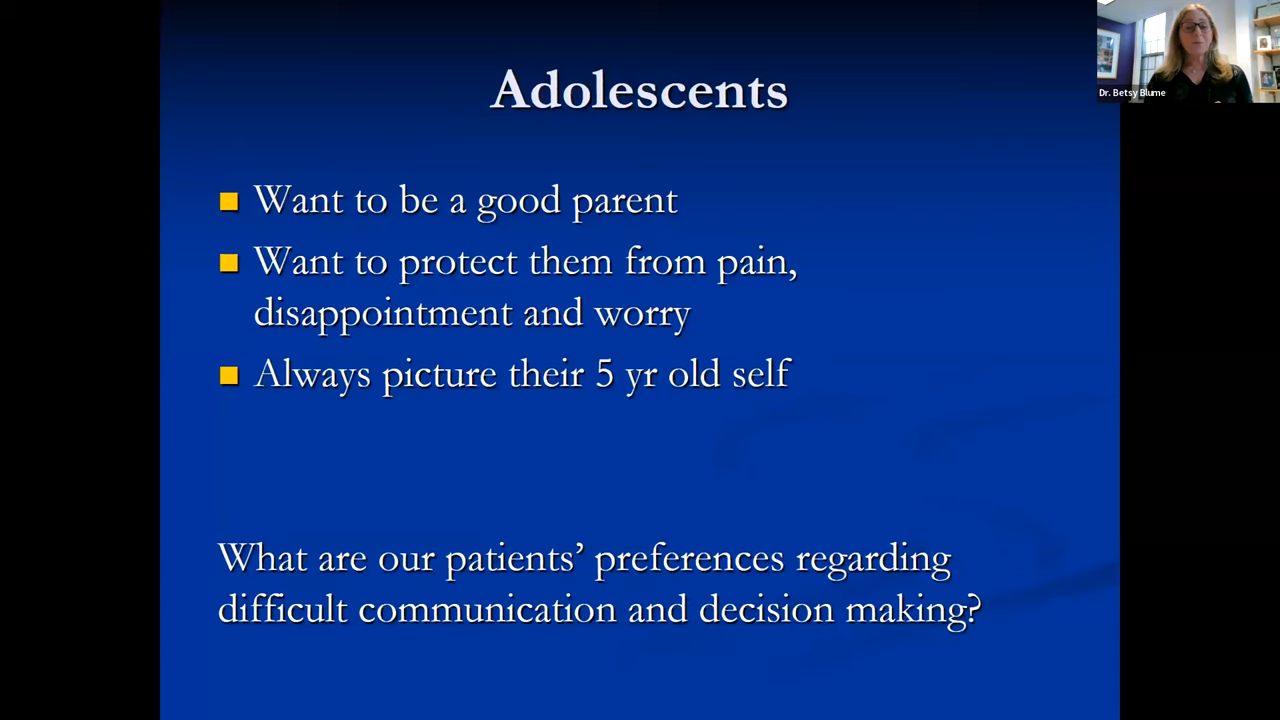 Adolescents
Want to be a good parent
Want to protect them from pain,
disappointment and worry
Always picture their 5 yr old self
What are our patients’ preferences regarding
difficult communication and decision making?
Dr. Betsy Blume